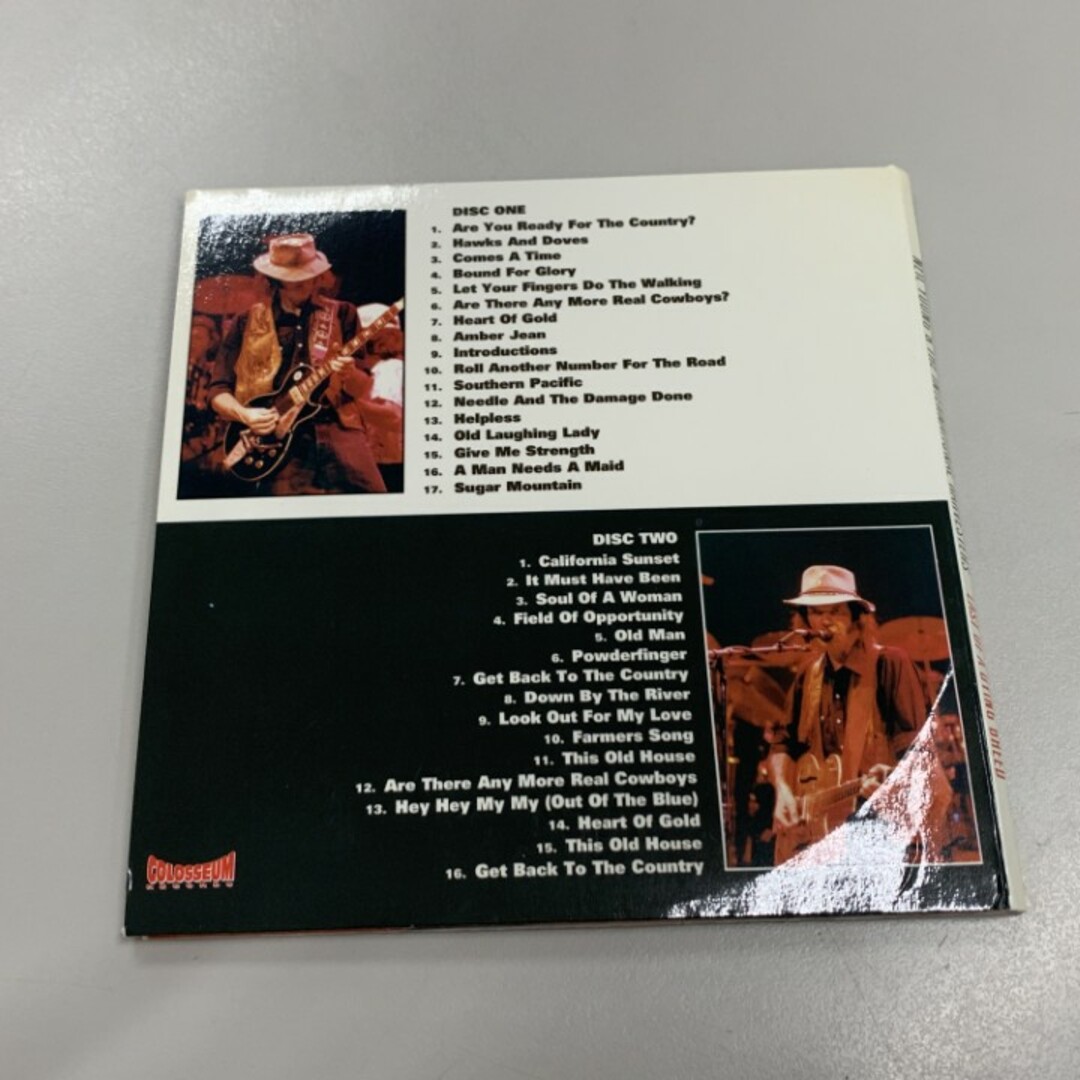 DISC ONE
1. Are You Ready For The Country?
2. Hawks And Doves
3. Comes A Time
4. Bound For Glory
5. Let Your Fingers Do The Walking
6. Are There Any More Real Cowboys?
7. Heart Of Gold
8. Amber Jean
9. Introductions
10. Roll Another Number For The Road
11. Southern Pacific
12. Needle And The Damage Done
13. Helpless
14. Old Laughing Lady
15. Give Me Strength
16. A Man Needs A Maid
17. Sugar Mountain
DISC TWO
1. California Sunset
2. It Must Have Been
3. Soul Of A Woman
4. Field Of Opportunity
5. Old Man
6. Powderfinger
7. Get Back To The Country
8. Down By The River
9. Look Out For My Love
10. Farmers Song
11. This Old House
12. Are There Any More Real Cowboys
13. Hey Hey My My (Out Of The Blue)
14. Heart Of Gold
15. This Old House
16. Get Back To The Country
COLOSSEUM
RECORDS